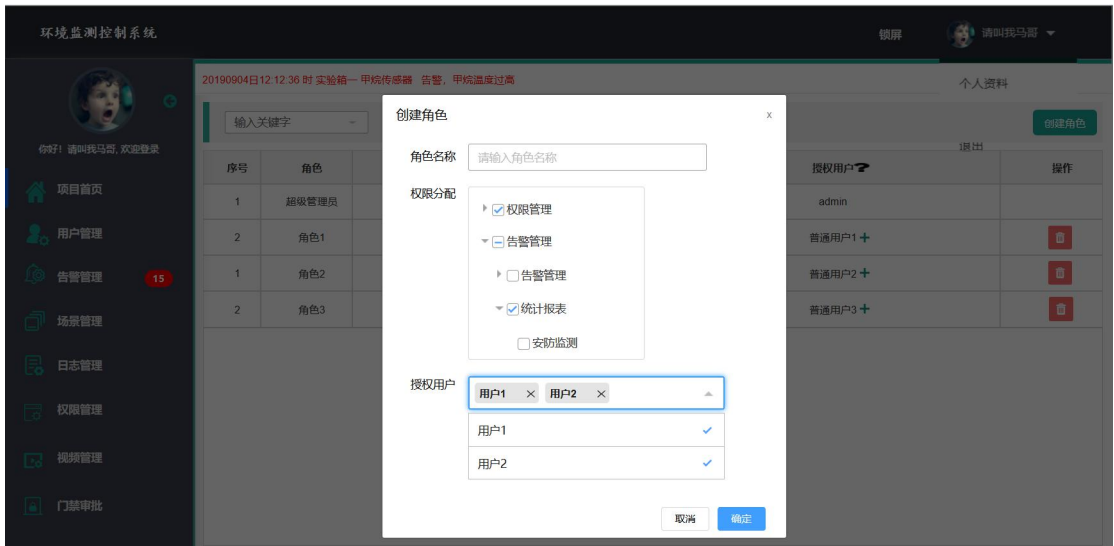 环境监测控制系统
锁屏
请叫我马哥
20190904日12:12:36 时 实验箱一 甲烷传感器 告警，甲烷温度过高
个人资料
退出
你好！请叫我马哥, 欢迎登录
项目首页
用户管理
告警管理
15
场景管理
日志管理
权限管理
视频管理
门禁审批
输入关键字
创建角色
序号 角色 授权用户? 操作
1 超级管理员 admin
2 角色1 普通用户1 +
1 角色2 普通用户2 +
2 角色3 普通用户3 +
创建角色 x
角色名称 请输入角色名称
权限分配
权限管理
告警管理
告警管理
统计报表
安防监测
授权用户 用户1 × 用户2 ×
用户1
用户2
取消 确定